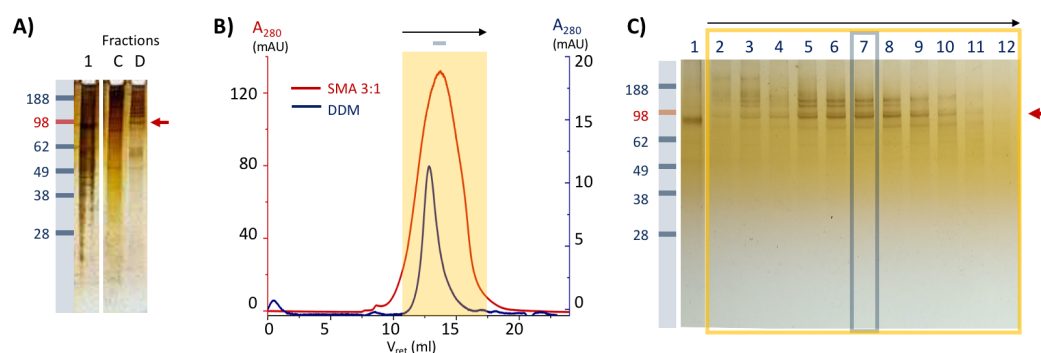 A)
Fractions
1 C D
188
98
62
49
38
28
B)
A280
(mAU)
A280
(mAU)
SMA 3:1
DDM
120
80
40
0
20
15
10
5
0
0 10 15 20
Vret (ml)
C)
1 2 3 4 5 6 7 8 9 10 11 12
188
98
62
49
38
28